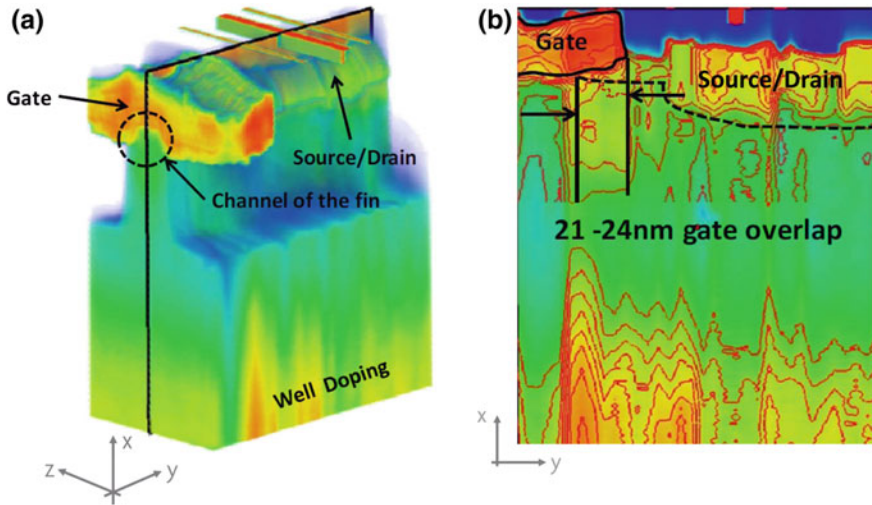 (a)
Gate
Source/Drain
Channel of the fin
Well Doping
x
z
y
(b)
Gate
Source/Drain
21 -24nm gate overlap
x
y